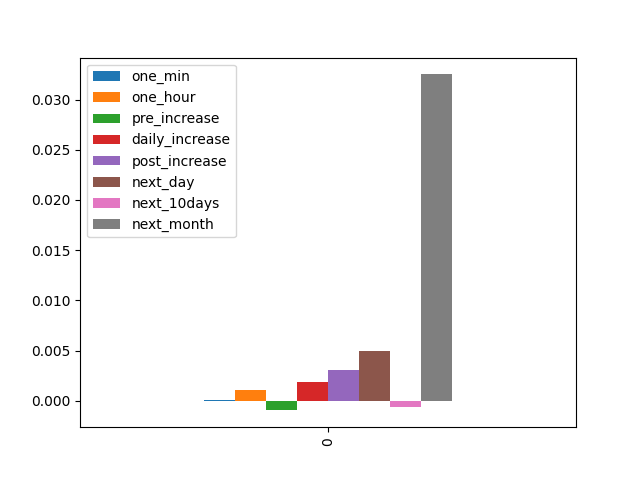 one_min
one_hour
pre_increase
daily_increase
post_increase
next_day
next_10days
next_month
0.030
0.025
0.020
0.015
0.010
0.005
0.000
0